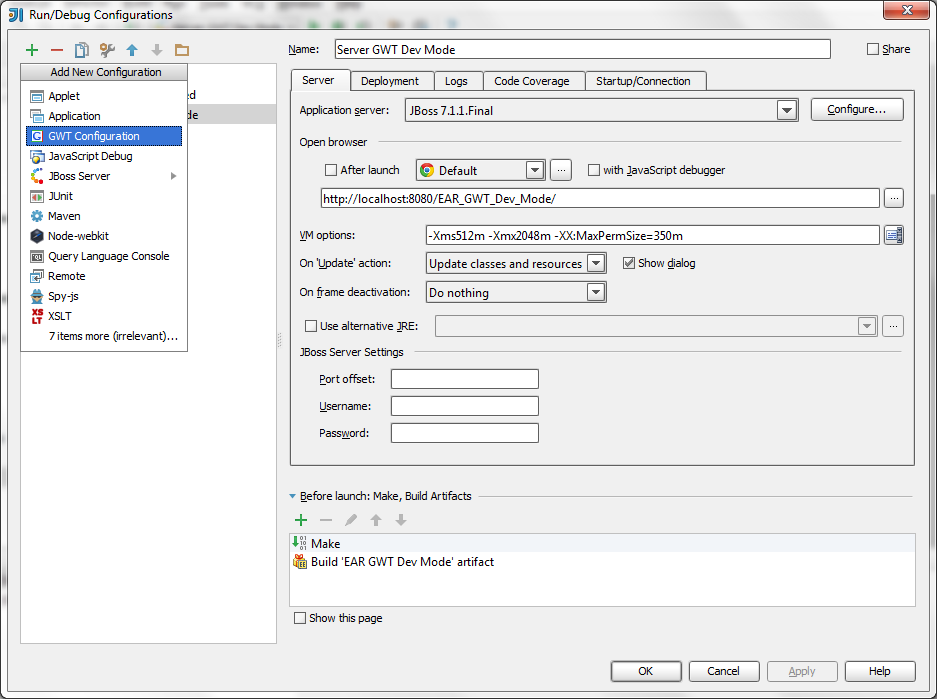 Run/Debug Configurations
Add New Configuration
Applet
Application
GWT Configuration
JavaScript Debug
JBoss Server
JUnit
Maven
Node-webkit
Query Language Console
Remote
Spy-js
XSLT
7 items more (irrelevant)...
ed
de
Name: Server GWT Dev Mode Share
Server Deployment Logs Code Coverage Startup/Connection
Application server: JBoss 7.1.1.Final Configure...
Open browser
After launch Default ... with JavaScript debugger
http://localhost:8080/EAR_GWT_Dev_Mode/ ...
VM options: -Xms512m -Xmx2048m -XX:MaxPermSize=350m
On 'Update' action: Update classes and resources Show dialog
On frame deactivation: Do nothing
Use alternative JRE: ...
JBoss Server Settings
Port offset:
Username:
Password:
Before launch: Make, Build Artifacts
Make
Build 'EAR GWT Dev Mode' artifact
Show this page
OK Cancel Apply Help